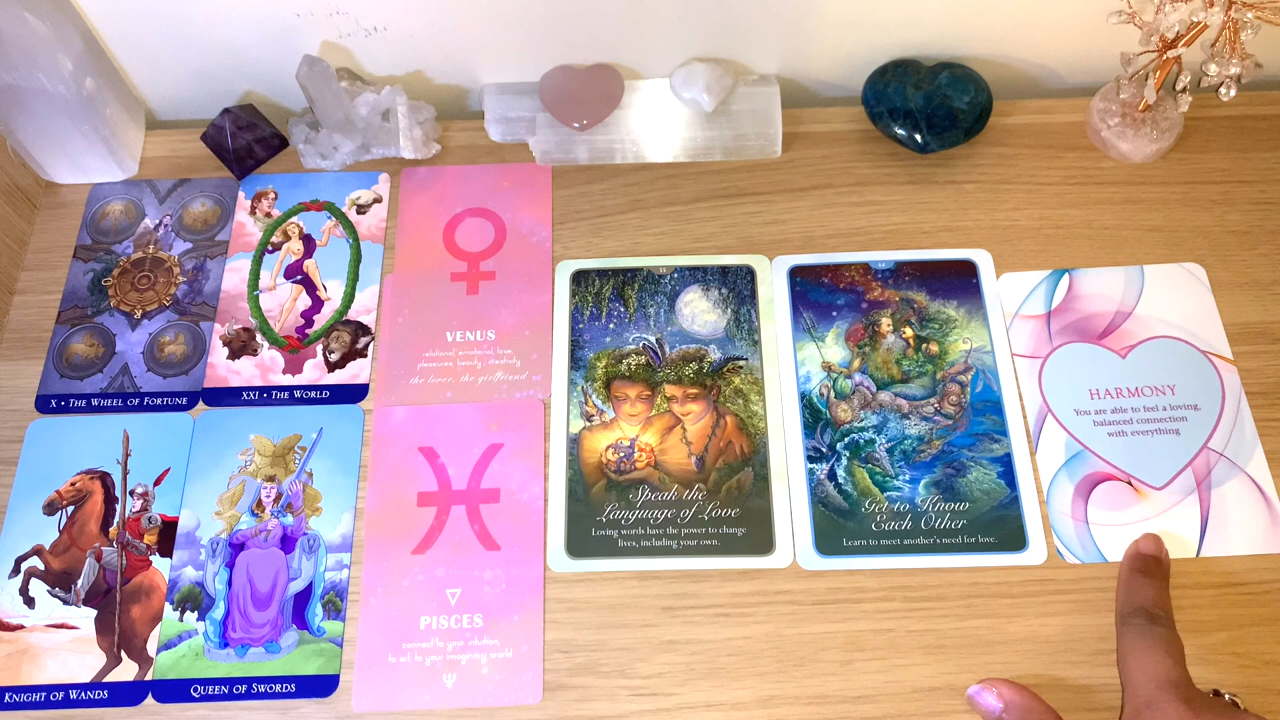 X • THE WHEEL OF FORTUNE
XXI • THE WORLD
VENUS
relational, emotional, love,
pleasures, beauty, creativity
- the lover, the girlfriend
KNIGHT OF WANDS
QUEEN OF SWORDS
PISCES
connect to your intuition,
to art, to your imaginary world
Speak the
Language of Love
Loving words have the power to change
lives, including your own.
Get to Know
Each Other
Learn to meet another's need for love.
HARMONY
You are able to feel a loving,
balanced connection
with everything